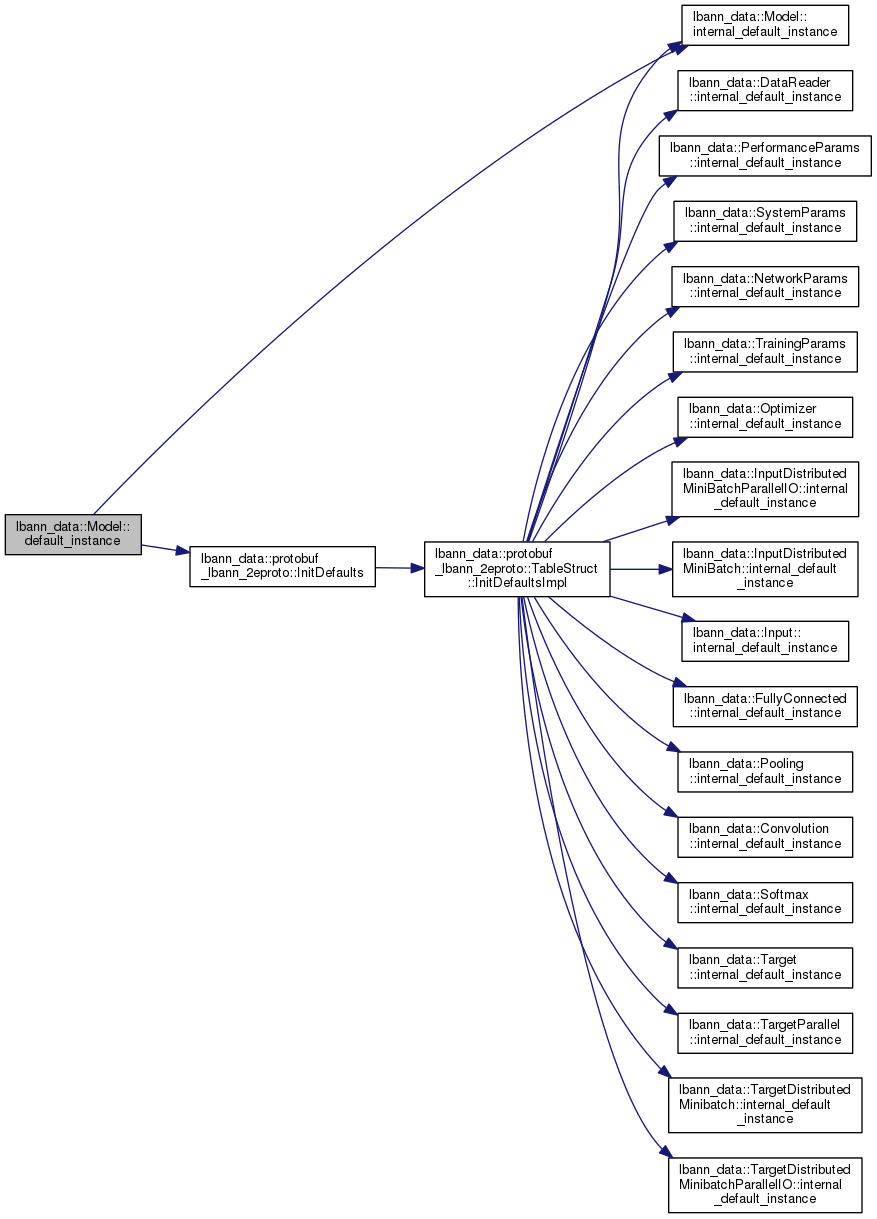 lbann_data::Model::
default_instance
lbann_data::protobuf
_lbann_2eproto::InitDefaults
lbann_data::protobuf
_lbann_2eproto::TableStruct
::InitDefaultsImpl
lbann_data::Model::
internal_default_instance
lbann_data::DataReader
::internal_default_instance
lbann_data::PerformanceParams
::internal_default_instance
lbann_data::SystemParams
::internal_default_instance
lbann_data::NetworkParams
::internal_default_instance
lbann_data::TrainingParams
::internal_default_instance
lbann_data::Optimizer
::internal_default_instance
lbann_data::InputDistributed
MiniBatchParallelIO::internal
_default_instance
lbann_data::InputDistributed
MiniBatch::internal_default
_instance
lbann_data::Input::
internal_default_instance
lbann_data::FullyConnected
::internal_default_instance
lbann_data::Pooling
::internal_default_instance
lbann_data::Convolution
::internal_default_instance
lbann_data::Softmax
::internal_default_instance
lbann_data::Target
::internal_default_instance
lbann_data::TargetParallel
::internal_default_instance
lbann_data::TargetDistributed
Minibatch::internal_default
_instance
lbann_data::TargetDistributed
MinibatchParallelIO::internal
_default_instance